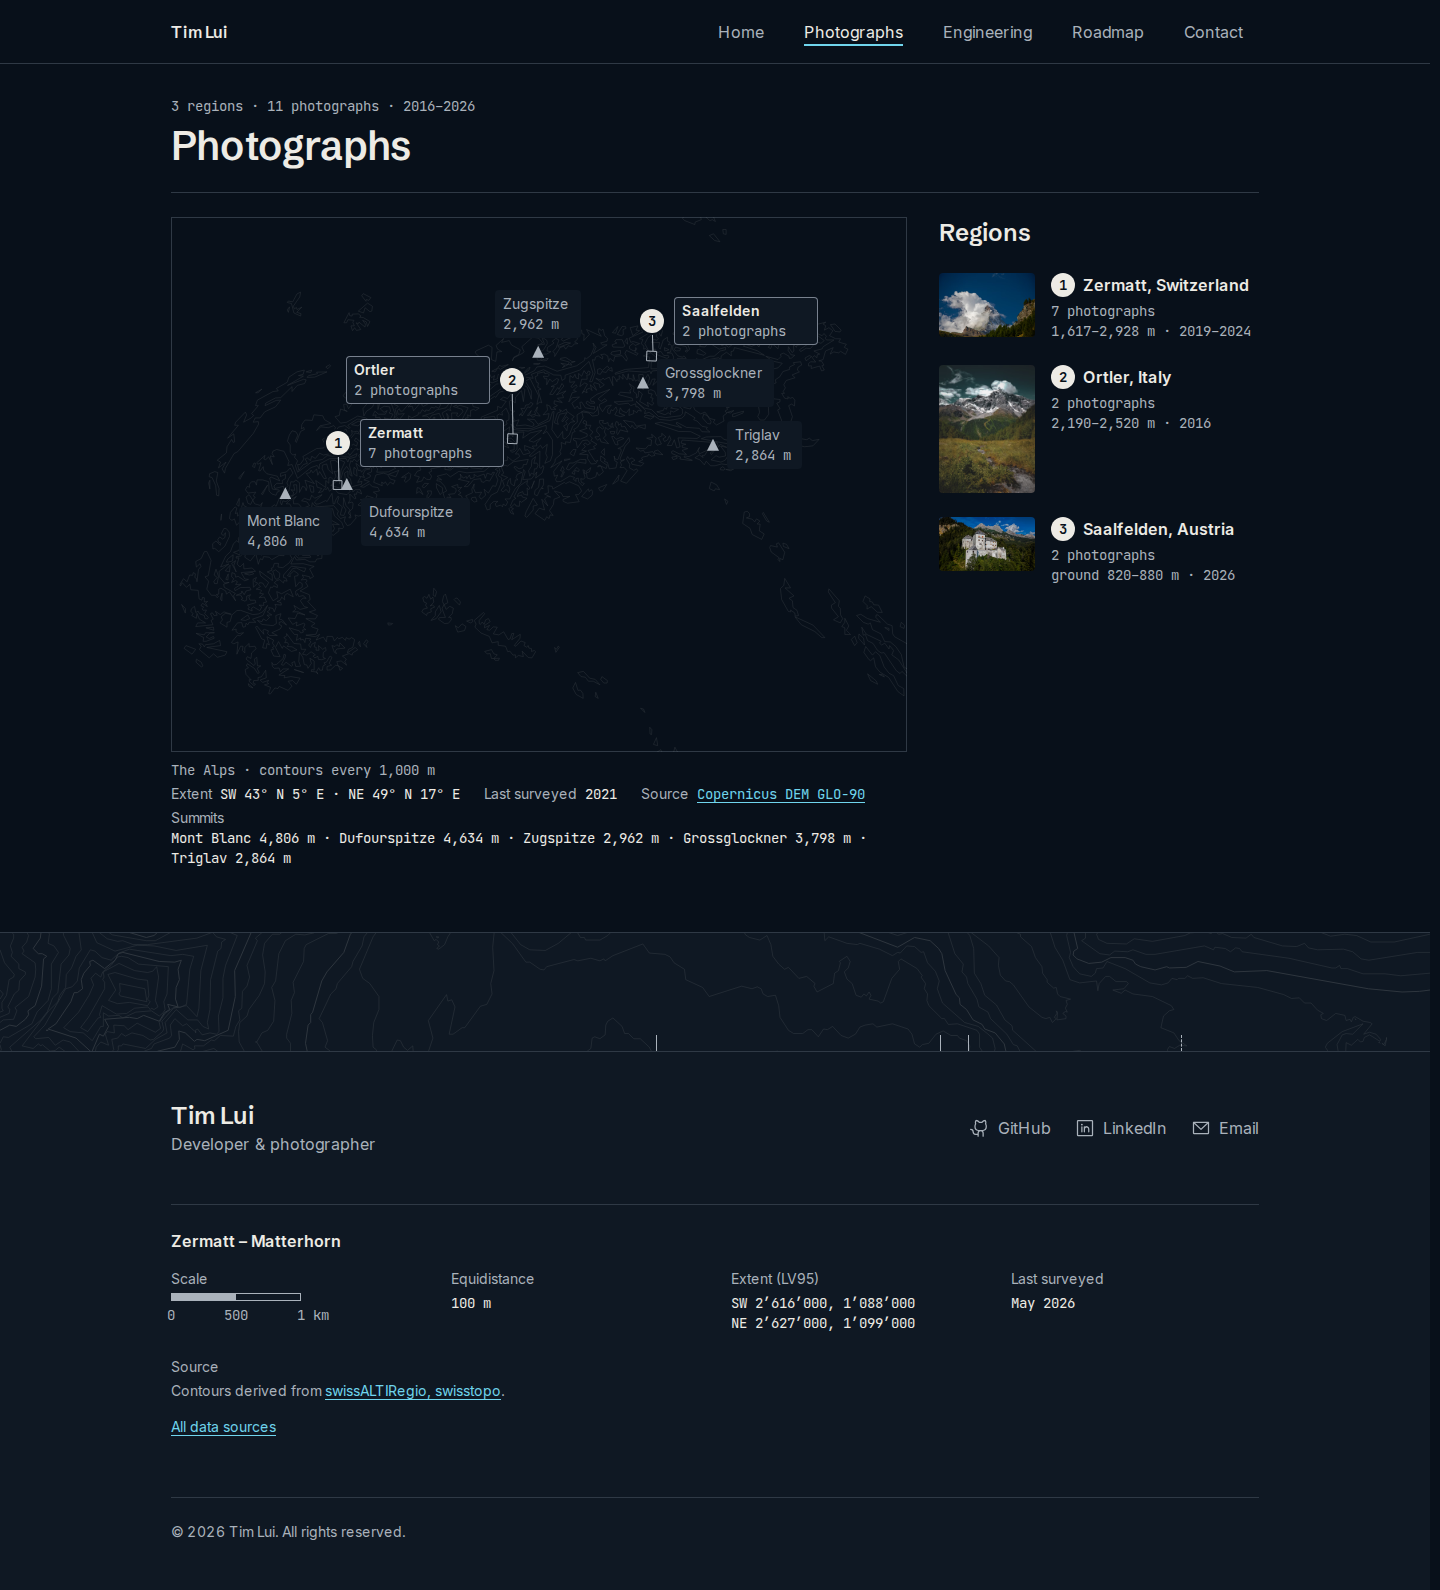 Tim Lui
Home Photographs Engineering Roadmap Contact
3 regions · 11 photographs · 2016–2026
Photographs
Zugspitze
2,962 m
3
Saalfelden
2 photographs
Ortler
2 photographs
2
Grossglockner
3,798 m
1
Zermatt
7 photographs
Triglav
2,864 m
Mont Blanc
4,806 m
Dufourspitze
4,634 m
The Alps · contours every 1,000 m
Extent SW 43° N 5° E · NE 49° N 17° E Last surveyed 2021 Source Copernicus DEM GLO-90
Summits
Mont Blanc 4,806 m · Dufourspitze 4,634 m · Zugspitze 2,962 m · Grossglockner 3,798 m ·
Triglav 2,864 m
Regions
1 Zermatt, Switzerland
7 photographs
1,617–2,928 m · 2019–2024
2 Ortler, Italy
2 photographs
2,190–2,520 m · 2016
3 Saalfelden, Austria
2 photographs
ground 820–880 m · 2026
Tim Lui
Developer & photographer
GitHub LinkedIn Email
Zermatt – Matterhorn
Scale
0 500 1 km
Equidistance
100 m
Extent (LV95)
SW 2’616’000, 1’088’000
NE 2’627’000, 1’099’000
Last surveyed
May 2026
Source
Contours derived from swissALTIRegio, swisstopo.
All data sources
© 2026 Tim Lui. All rights reserved.